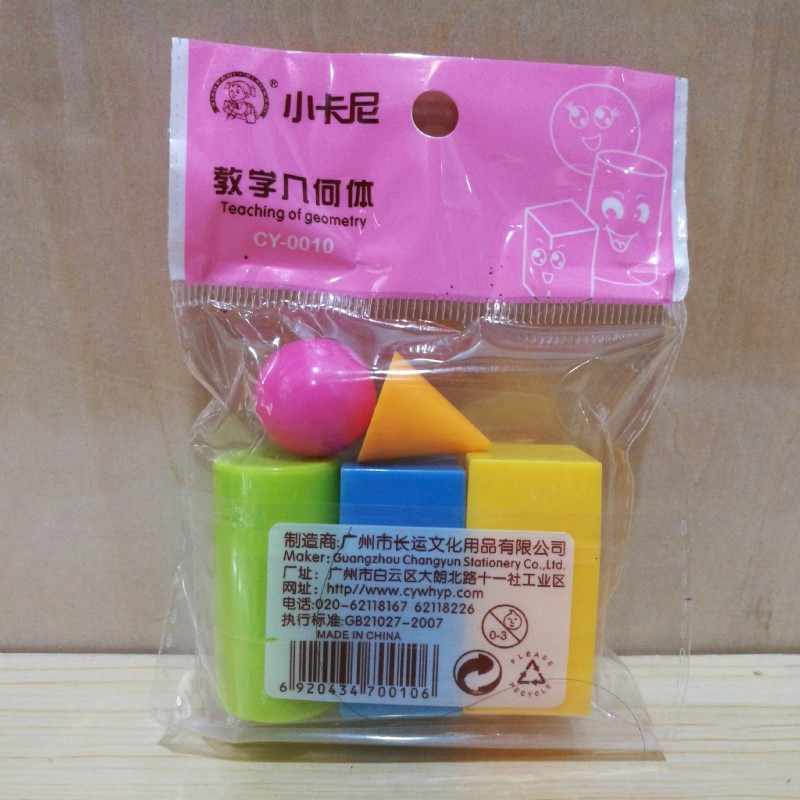 ®
小卡尼
教学几何体
Teaching of geometry
CY-0010
制造商:广州市长运文化用品有限公司
Maker: Guangzhou Changyun Stationery Co.,Ltd.
厂址: 广州市白云区大朗北路十一社工业区
网址: http//www.cywhyp.com
电话:020-62118167 62118226
执行标准:GB21027-2007
MADE IN CHINA
0-3
6 920434 700106
PLEASE
RECYCLE